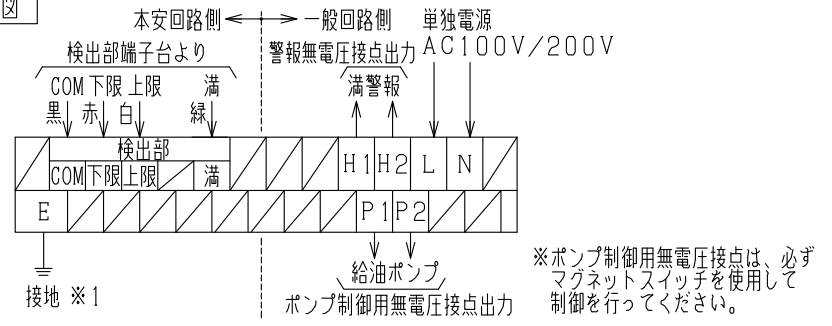 図
本安回路側 一般回路側 単独電源
検出部端子台より 警報無電圧接点出力 AC100V/200V
COM 下限 上限 満 満警報
黒 赤 白 緑
検出部
COM 下限 上限 満 H1 H2 L N
E P1 P2
給油ポンプ
接地 ※1 ポンプ制御用無電圧接点出力
※ポンプ制御用無電圧接点は、必ず
マグネットスイッチを使用して
制御を行ってください。